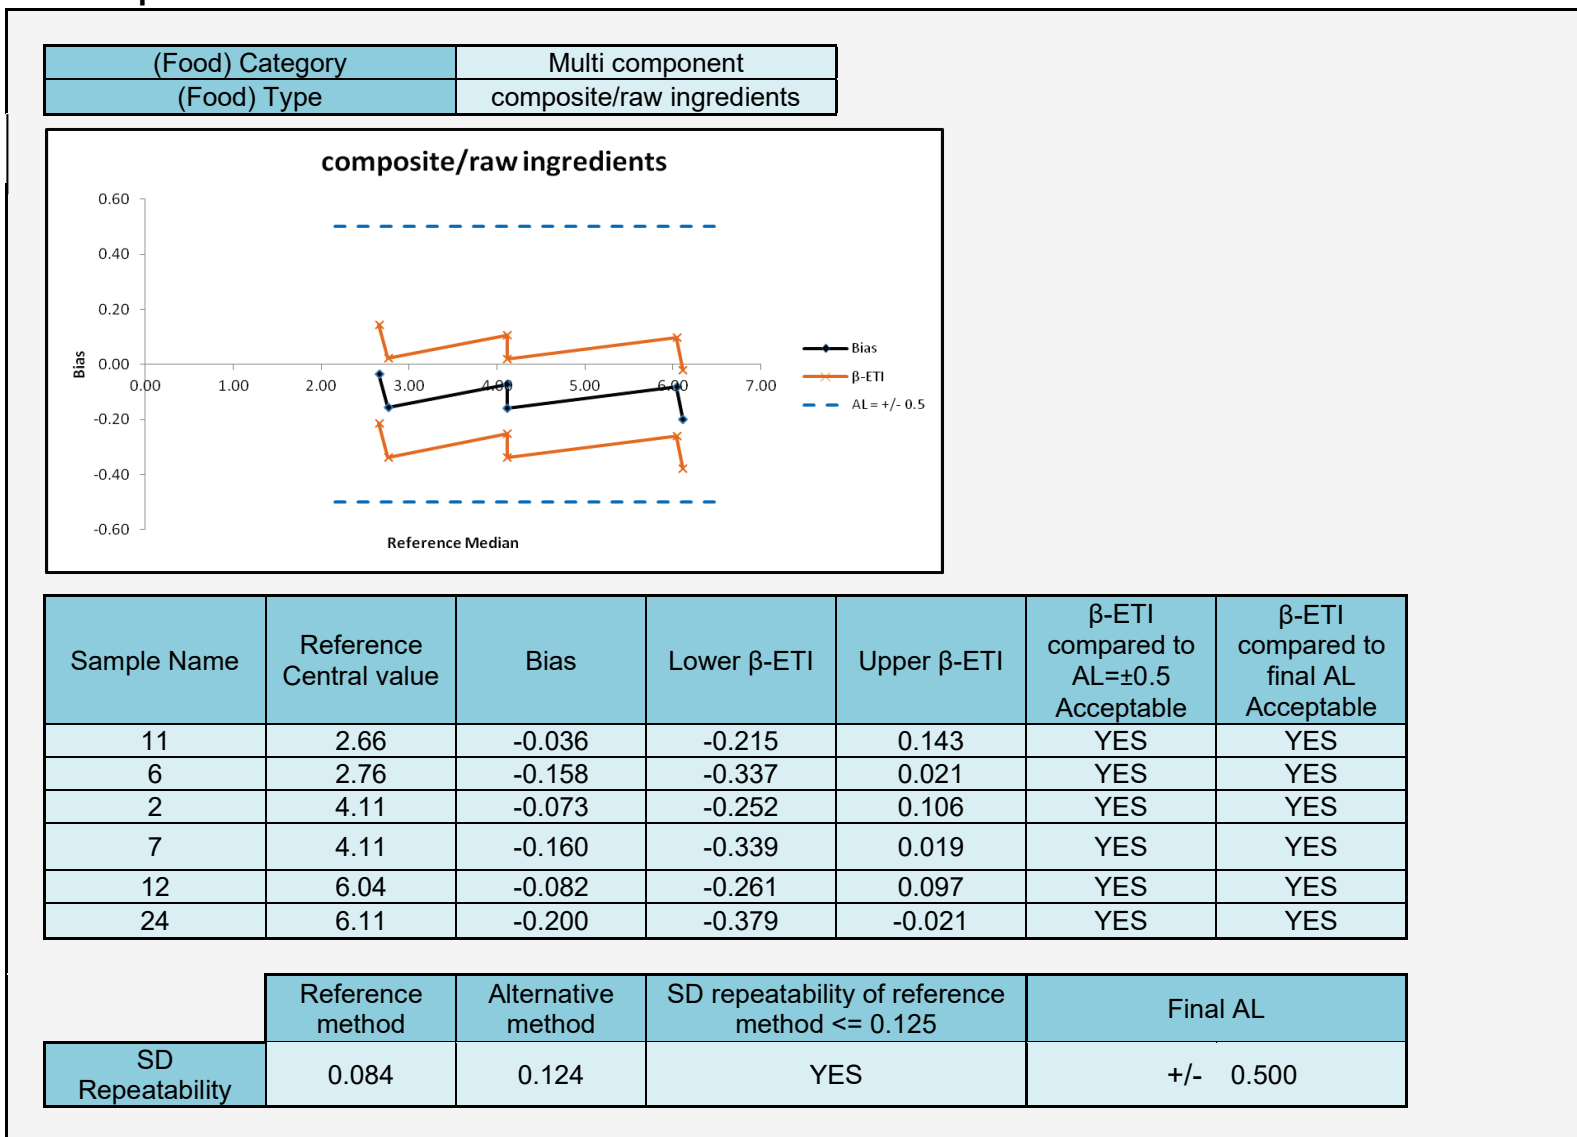 (Food) Category Multi component
(Food) Type composite/raw ingredients
composite/raw ingredients
0.60
0.40
0.20
0.00
-0.20
-0.40
-0.60
Bias
0.00 1.00 2.00 3.00 4.00 5.00 6.00 7.00
Reference Median
Bias
β-ETI
AL = +/- 0.5
Sample Name Reference Central value Bias Lower β-ETI Upper β-ETI β-ETI compared to AL=±0.5 Acceptable β-ETI compared to final AL Acceptable
11 2.66 -0.036 -0.215 0.143 YES YES
6 2.76 -0.158 -0.337 0.021 YES YES
2 4.11 -0.073 -0.252 0.106 YES YES
7 4.11 -0.160 -0.339 0.019 YES YES
12 6.04 -0.082 -0.261 0.097 YES YES
24 6.11 -0.200 -0.379 -0.021 YES YES
Reference method Alternative method SD repeatability of reference method <= 0.125 Final AL
SD Repeatability 0.084 0.124 YES +/- 0.500